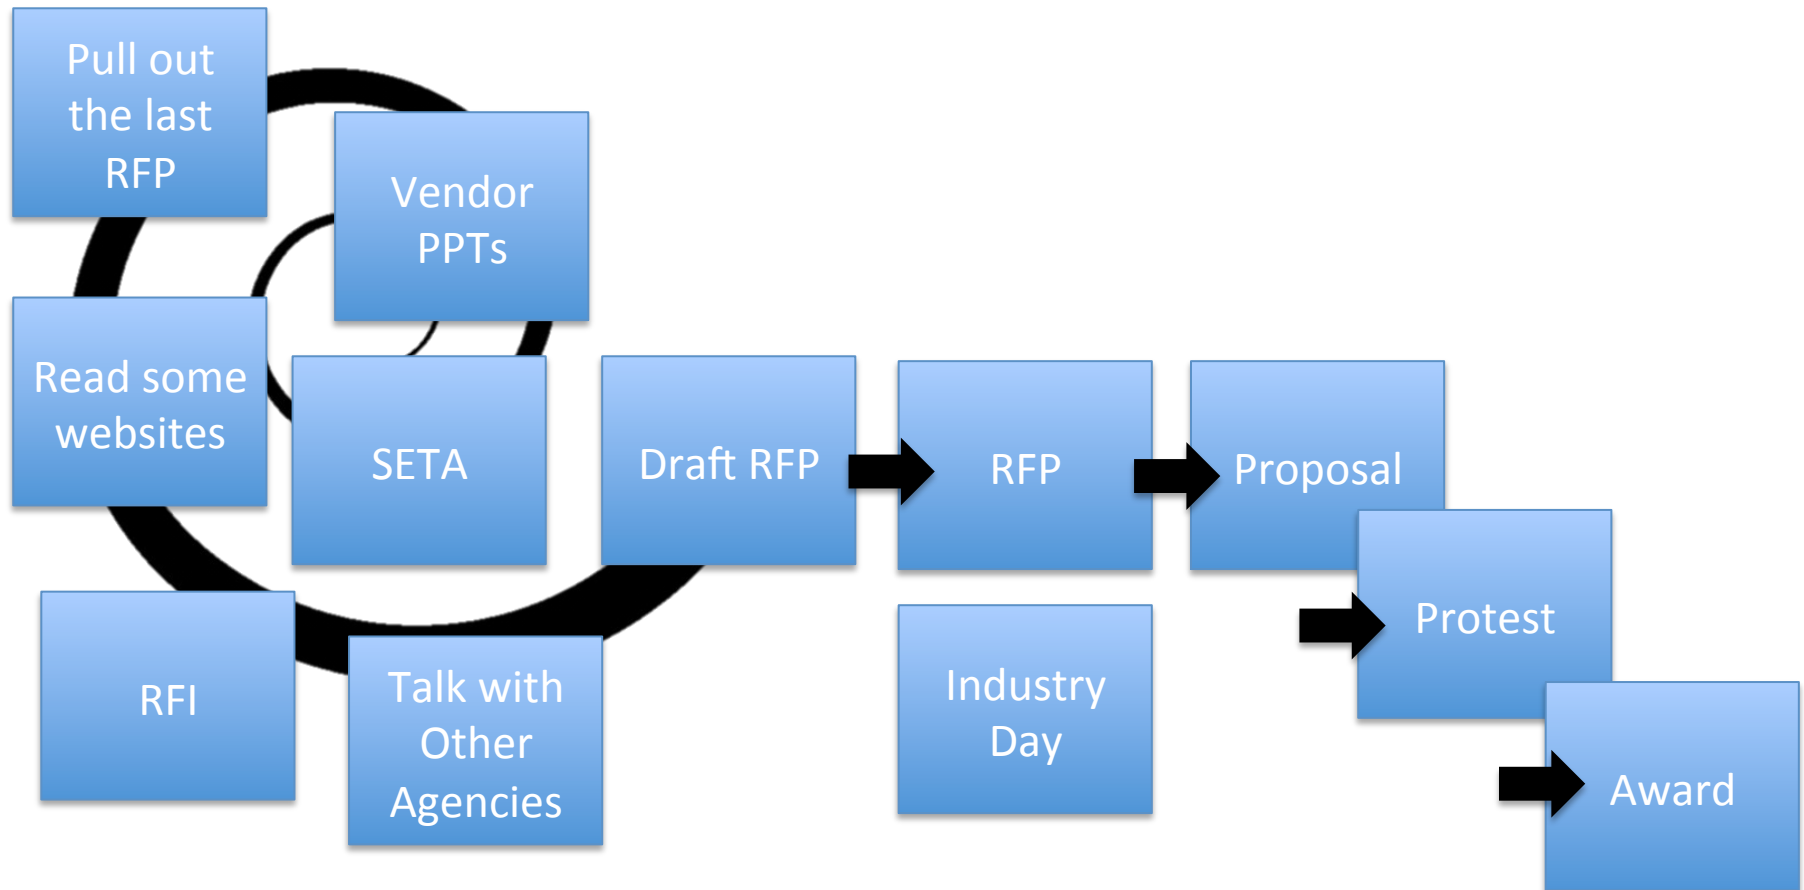 Pull out
the last
RFP
Vendor
PPTs
Read some
websites
SETA
Draft RFP
RFP
Proposal
Protest
RFI
Talk with
Other
Agencies
Industry
Day
Award